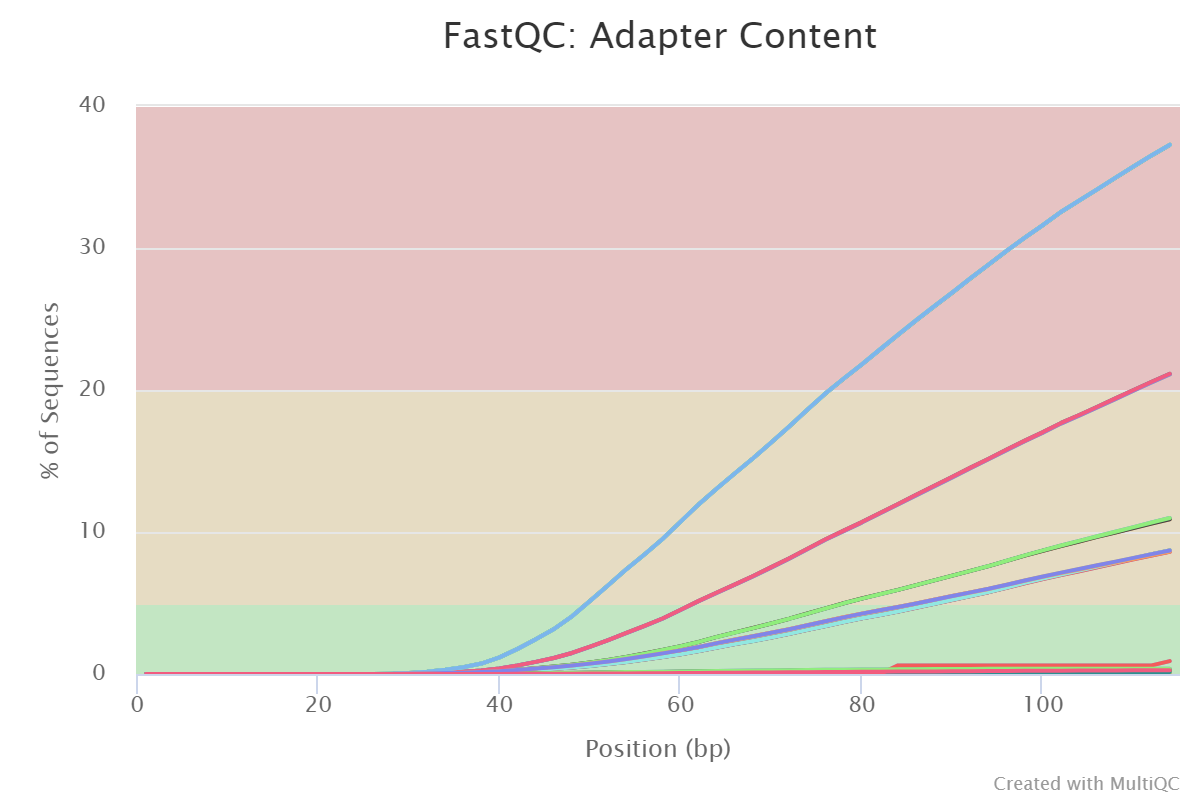 FastQC: Adapter Content
40
30
20
10
0
% of Sequences
0 20 40 60 80 100
Position (bp)
Created with MultiQC